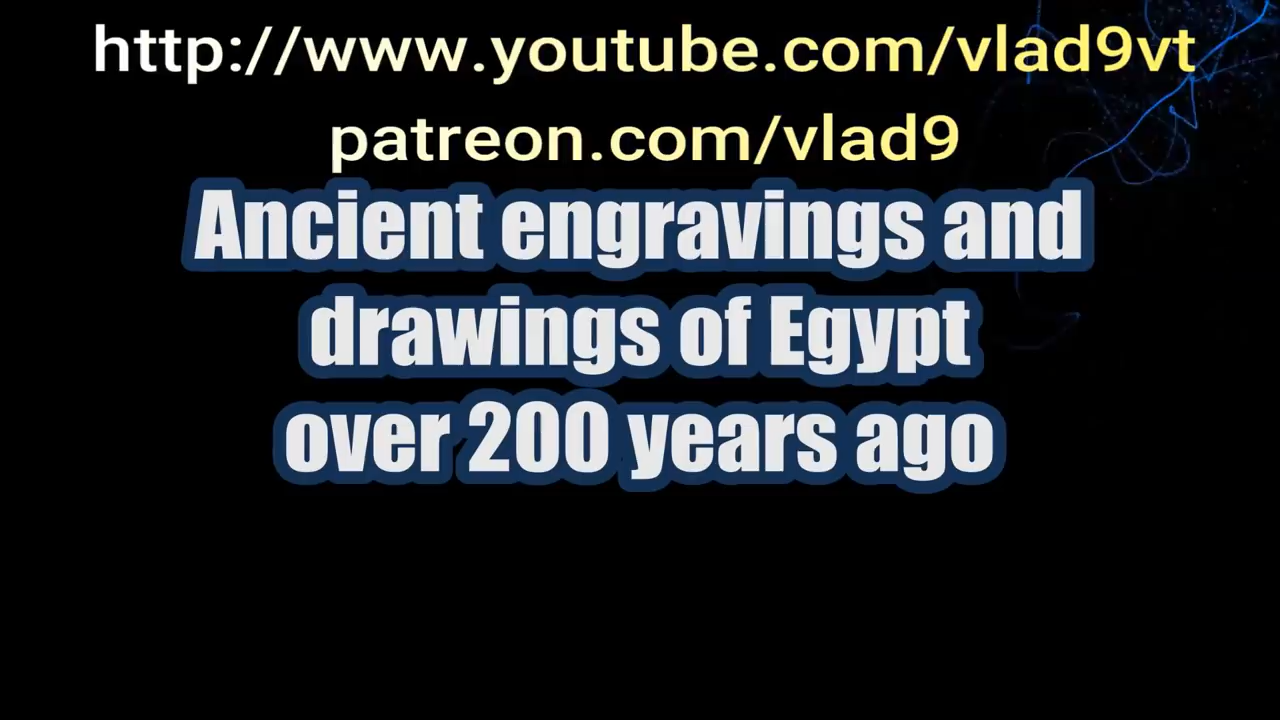 http://www.youtube.com/vlad9vt
patreon.com/vlad9
Ancient engravings and
drawings of Egypt
over 200 years ago